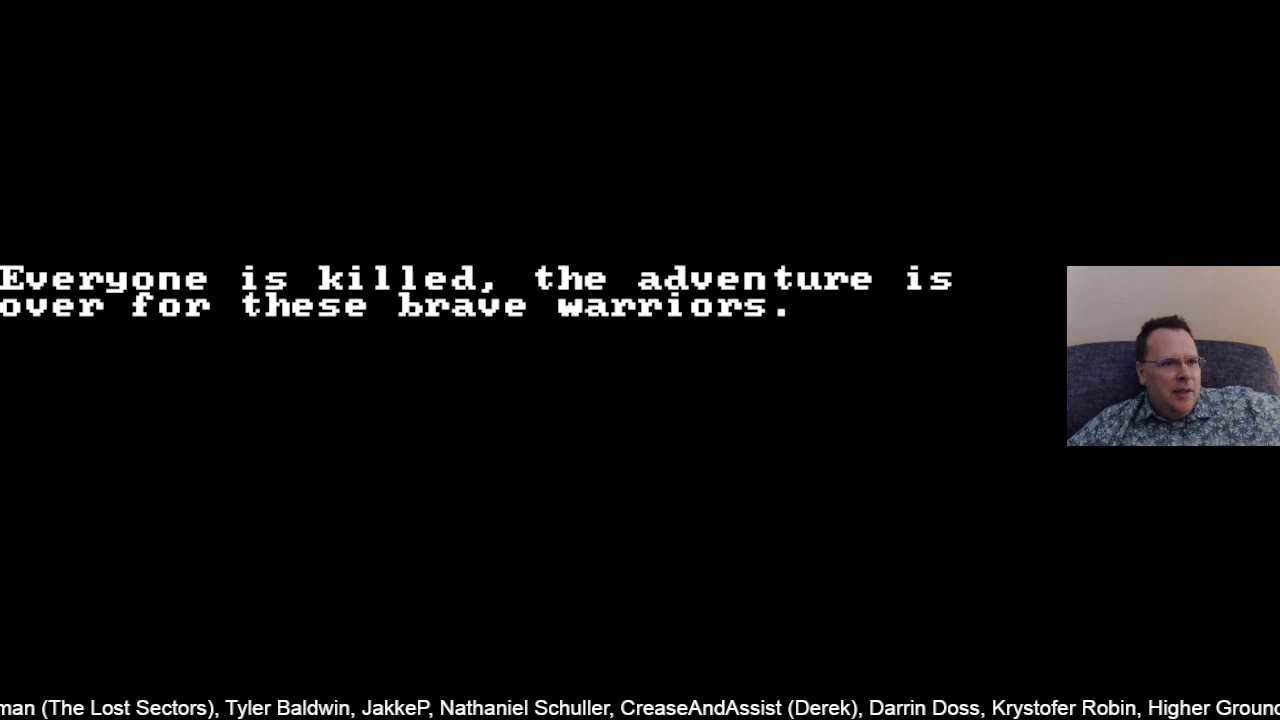 Everyone is killed, the adventure is
over for these brave warriors.
man (The Lost Sectors), Tyler Baldwin, JakkeP, Nathaniel Schuller, CreaseAndAssist (Derek), Darrin Doss, Krystofer Robin, Higher Ground